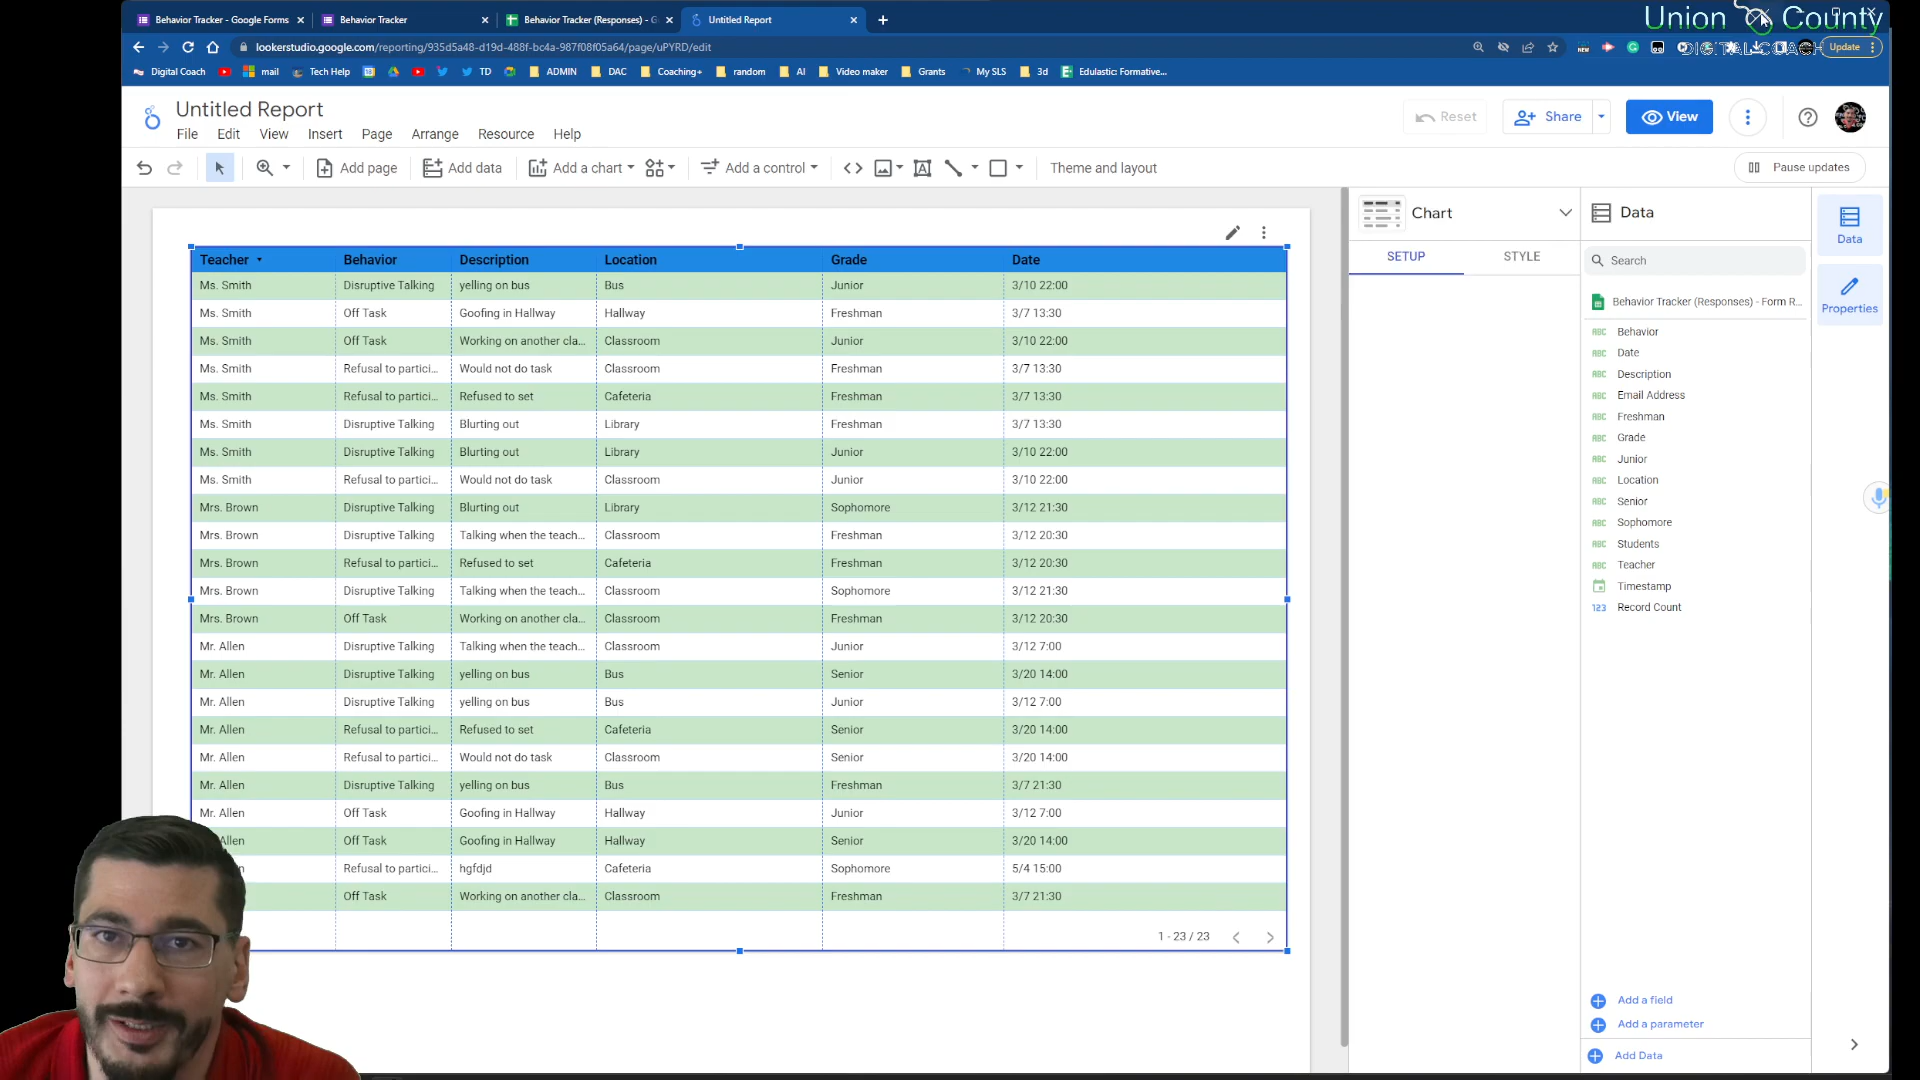 Behavior Tracker - Google Forms
Behavior Tracker
Behavior Tracker (Responses) - G
Untitled Report
Union County
DIGITAL COACH
lookerstudio.google.com/reporting/935d5a48-d19d-488f-bc4a-987f08f05a64/page/uPYRD/edit
Update
Digital Coach
mail
Tech Help
TD
ADMIN
DAC
Coaching+
random
AI
Video maker
Grants
My SLS
3d
Edulastic: Formative...
Untitled Report
File Edit View Insert Page Arrange Resource Help
Reset
Share
View
Add page
Add data
Add a chart
Add a control
Theme and layout
Pause updates
Teacher Behavior Description Location Grade Date
Ms. Smith Disruptive Talking yelling on bus Bus Junior 3/10 22:00
Ms. Smith Off Task Goofing in Hallway Hallway Freshman 3/7 13:30
Ms. Smith Off Task Working on another cla... Classroom Junior 3/10 22:00
Ms. Smith Refusal to partici... Would not do task Classroom Freshman 3/7 13:30
Ms. Smith Refusal to partici... Refused to set Cafeteria Freshman 3/7 13:30
Ms. Smith Disruptive Talking Blurting out Library Freshman 3/7 13:30
Ms. Smith Disruptive Talking Blurting out Library Junior 3/10 22:00
Ms. Smith Refusal to partici... Would not do task Classroom Junior 3/10 22:00
Mrs. Brown Disruptive Talking Blurting out Library Sophomore 3/12 21:30
Mrs. Brown Disruptive Talking Talking when the teach... Classroom Freshman 3/12 20:30
Mrs. Brown Refusal to partici... Refused to set Cafeteria Freshman 3/12 20:30
Mrs. Brown Disruptive Talking Talking when the teach... Classroom Sophomore 3/12 21:30
Mrs. Brown Off Task Working on another cla... Classroom Freshman 3/12 20:30
Mr. Allen Disruptive Talking Talking when the teach... Classroom Junior 3/12 7:00
Mr. Allen Disruptive Talking yelling on bus Bus Senior 3/20 14:00
Mr. Allen Disruptive Talking yelling on bus Bus Junior 3/12 7:00
Mr. Allen Refusal to partici... Refused to set Cafeteria Senior 3/20 14:00
Mr. Allen Refusal to partici... Would not do task Classroom Senior 3/20 14:00
Mr. Allen Disruptive Talking yelling on bus Bus Freshman 3/7 21:30
Mr. Allen Off Task Goofing in Hallway Hallway Junior 3/12 7:00
Allen Off Task Goofing in Hallway Hallway Senior 3/20 14:00
Refusal to partici... hgfdjd Cafeteria Sophomore 5/4 15:00
Off Task Working on another cla... Classroom Freshman 3/7 21:30
1 - 23 / 23
Chart
SETUP STYLE
Data
Search
Behavior Tracker (Responses) - Form R...
ABC Behavior
ABC Date
ABC Description
ABC Email Address
ABC Freshman
ABC Grade
ABC Junior
ABC Location
ABC Senior
ABC Sophomore
ABC Students
ABC Teacher
Timestamp
123 Record Count
Add a field
Add a parameter
Add Data
Data
Properties